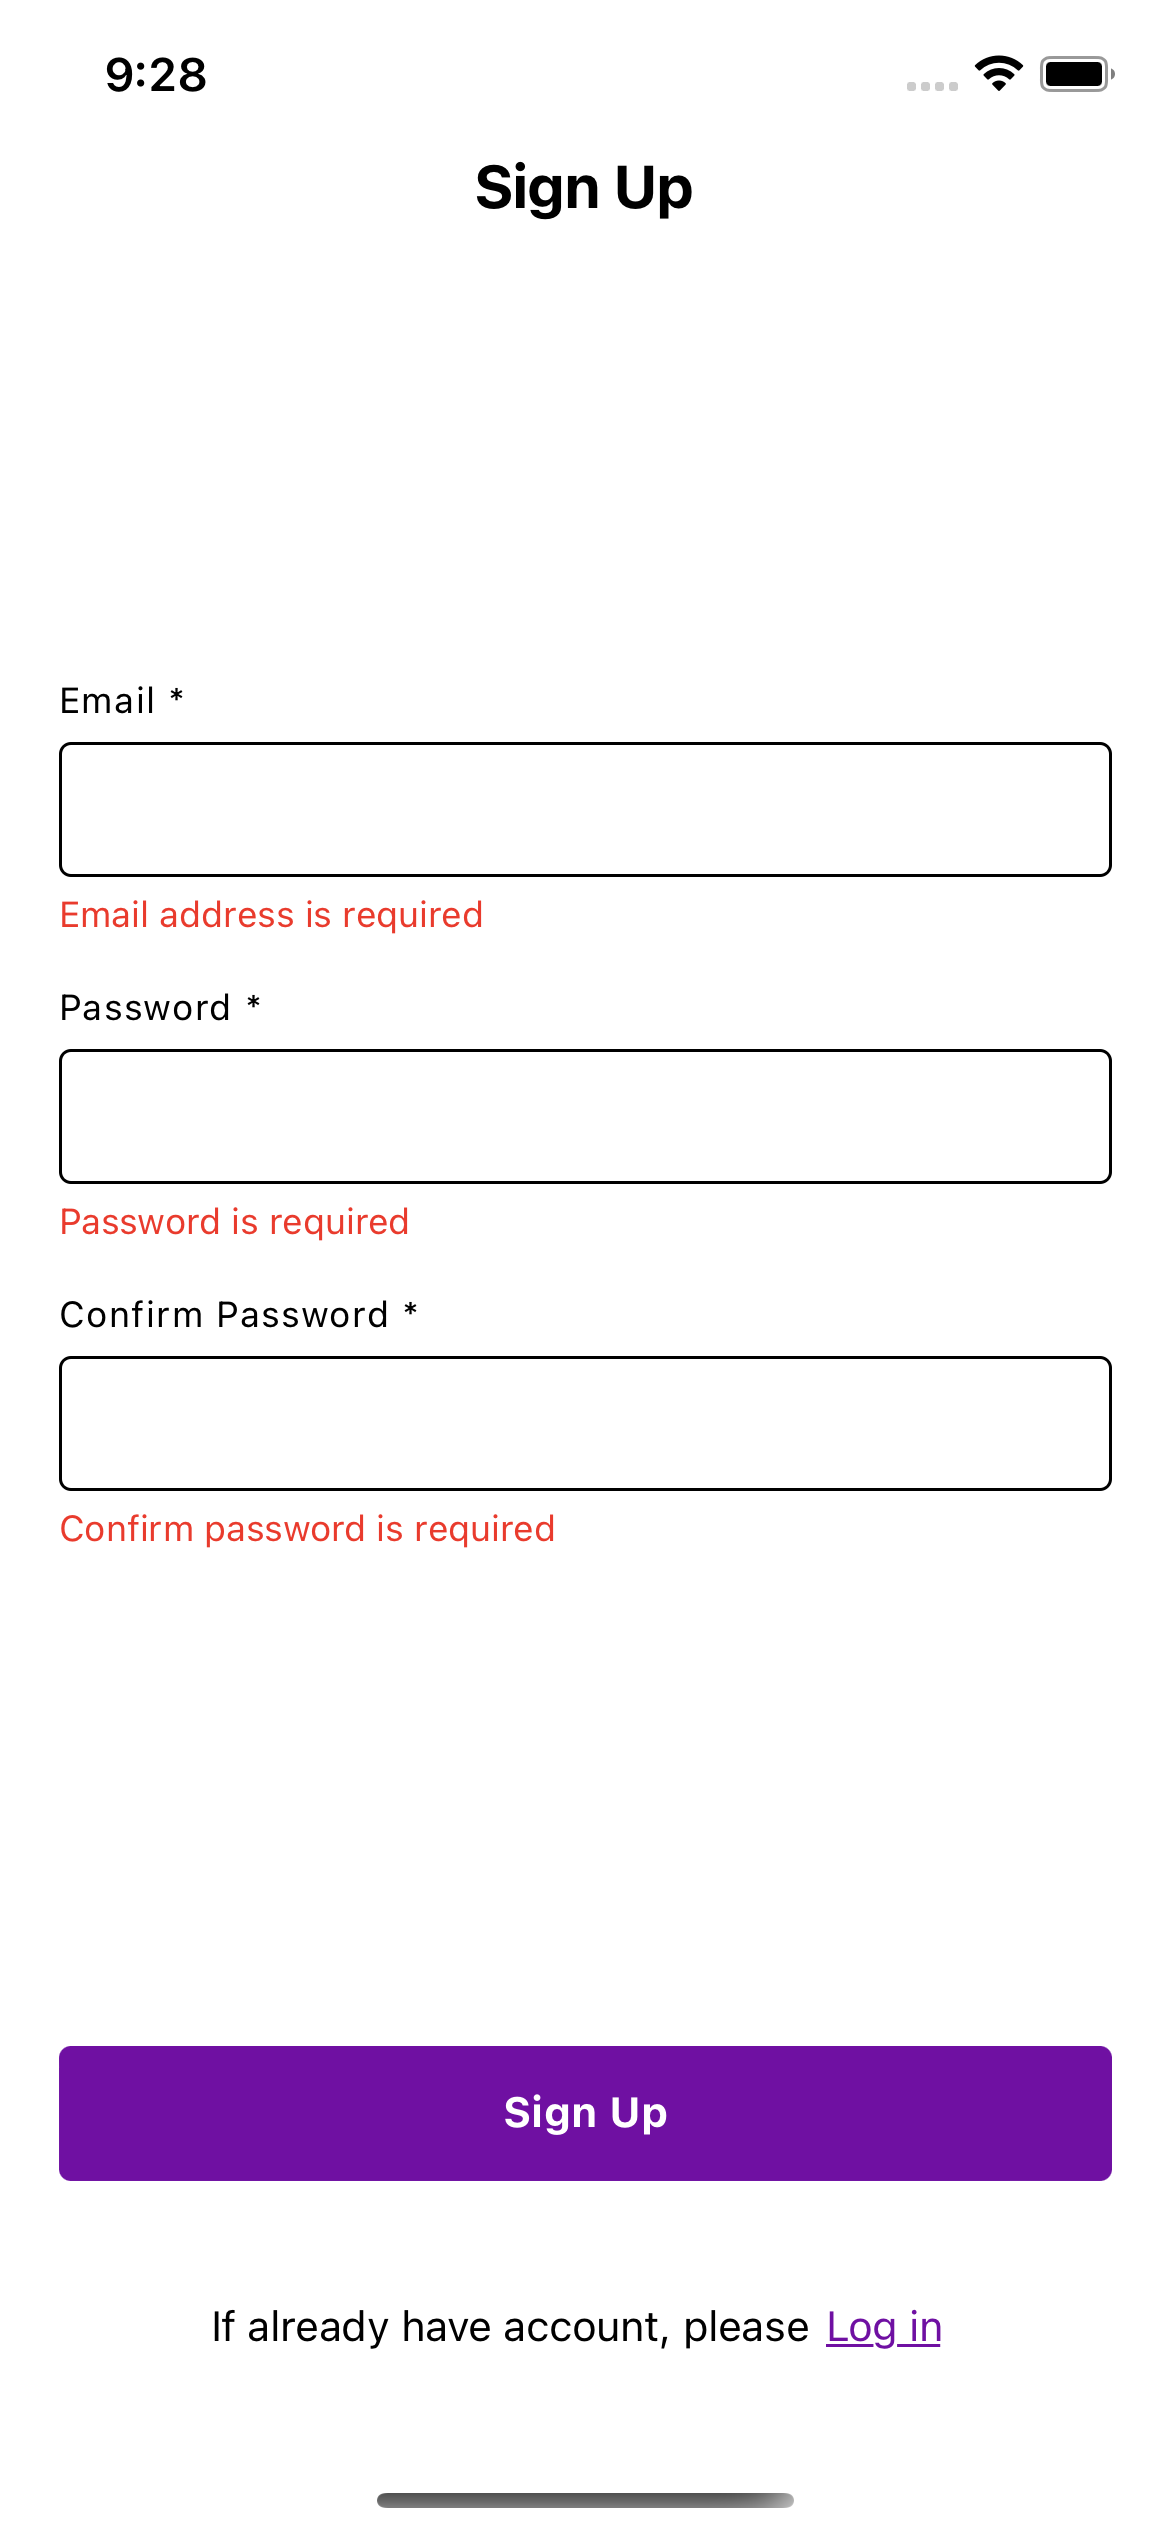 9:28
Sign Up
Email *
Email address is required
Password *
Password is required
Confirm Password *
Confirm password is required
Sign Up
If already have account, please Log in